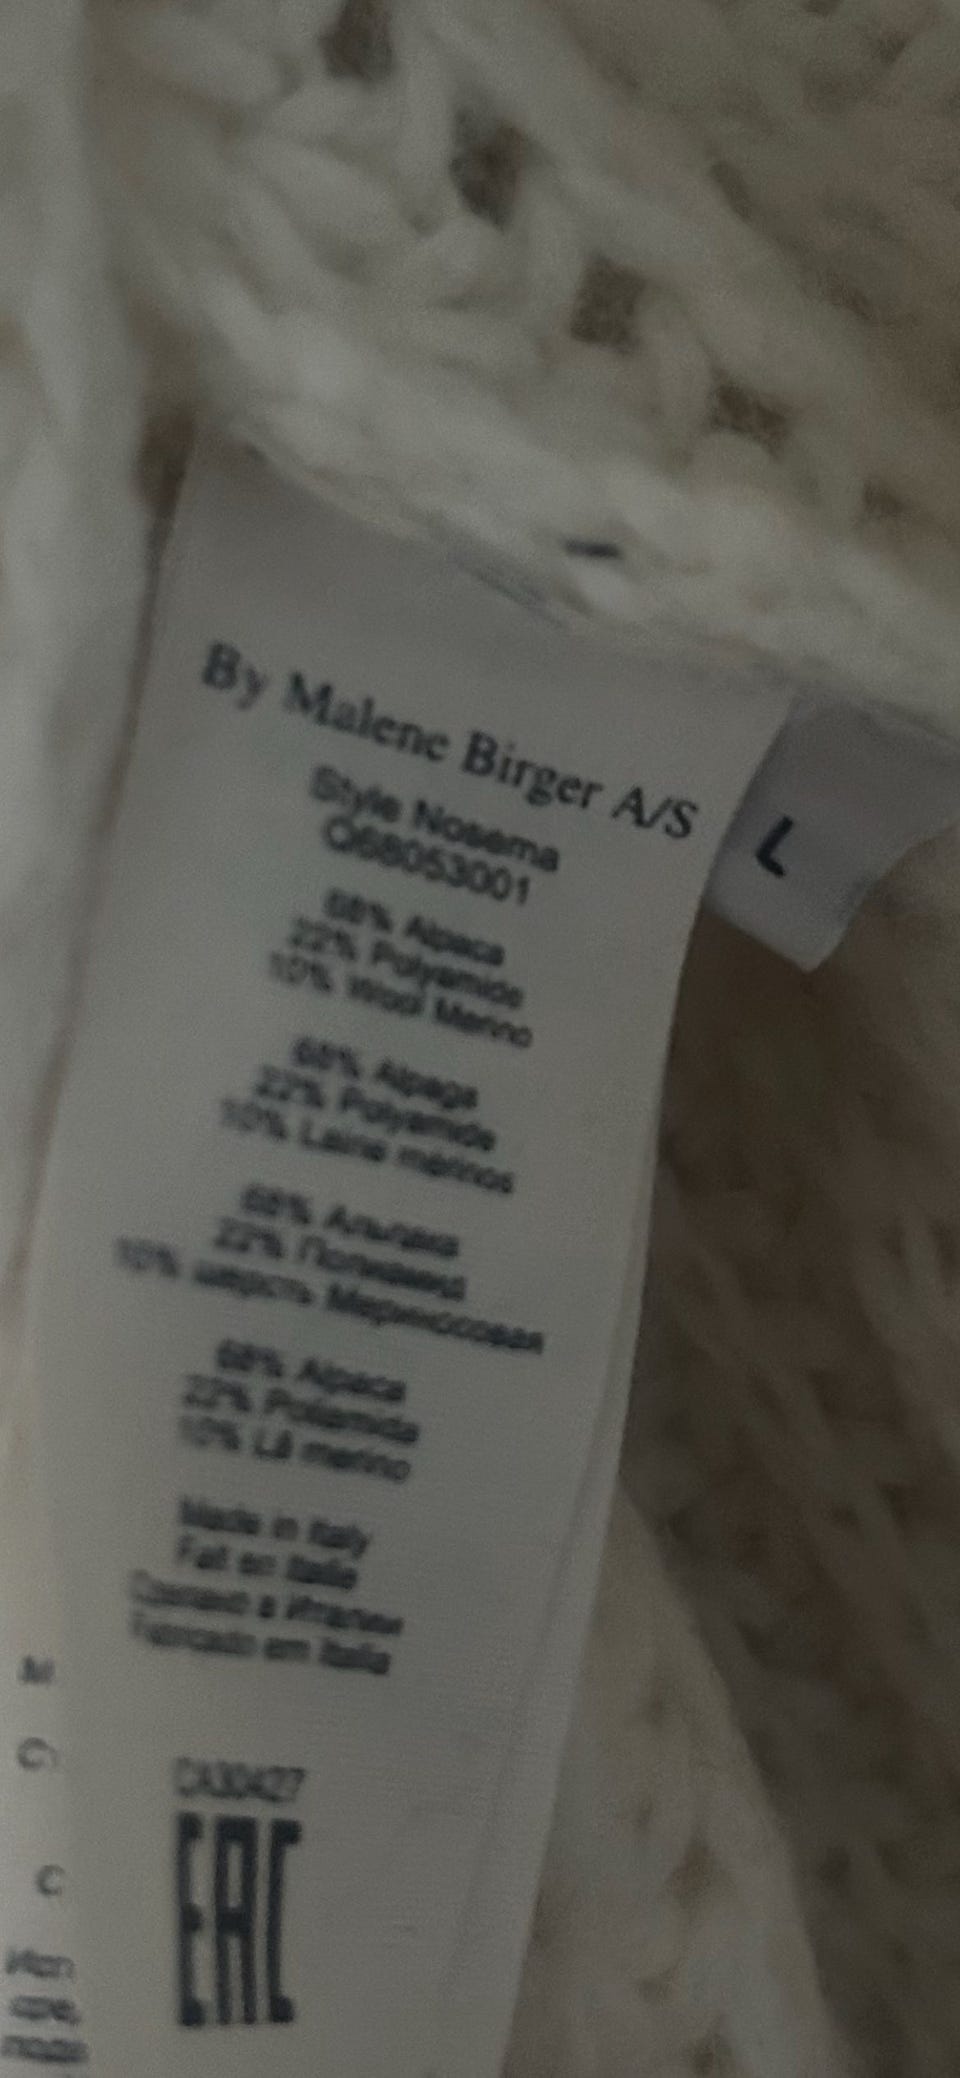 By Malene Birger A/S
L
Style Nosema
Q68053001
68% Alpaca
22% Polyamide
10% Wool Merino
68% Alpaga
22% Polyamide
10% Laine mérinos
68% Альпака
22% Полиамид
10% шерсть Мериносовая
68% Alpaca
22% Poliamida
10% Lã merino
Made in Italy
Fait en Italie
Сделано в Италии
Fabricado em Italia
CA30427
EAC